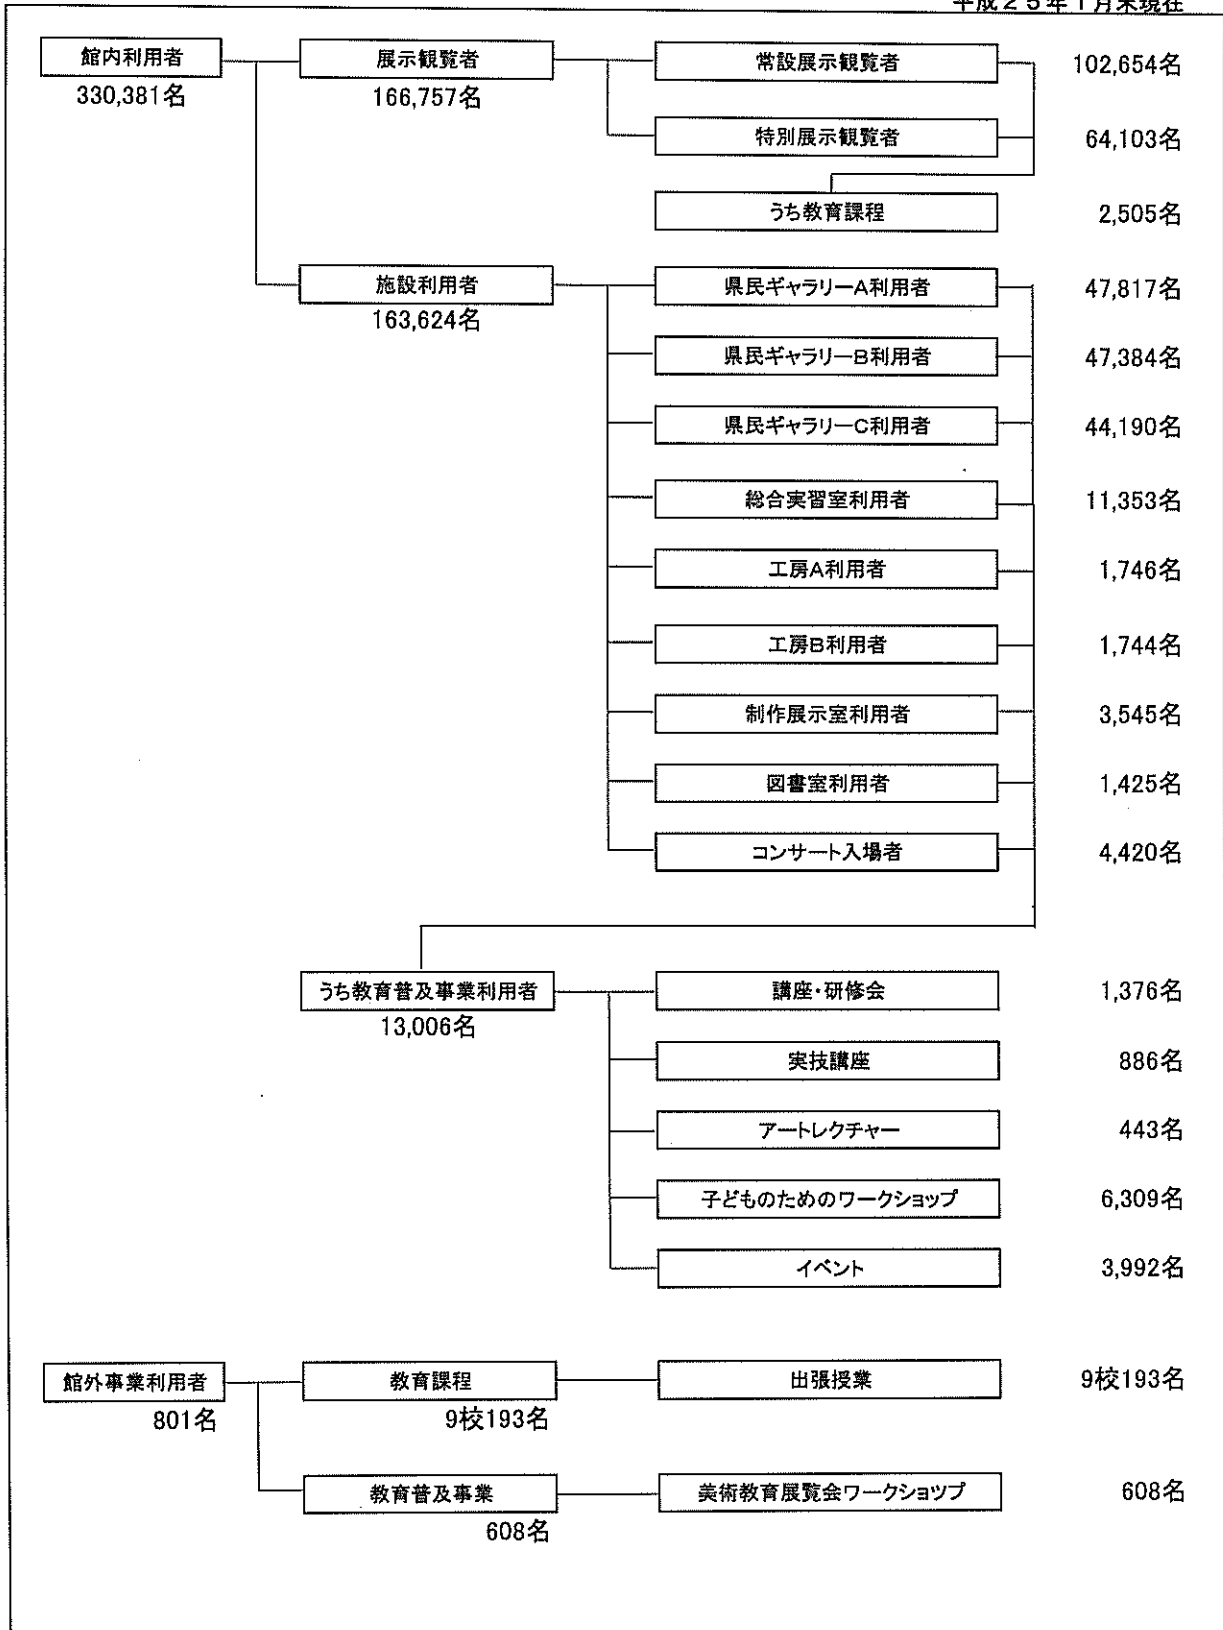 平成25年1月末現在
館内利用者 展示観覧者 常設展示観覧者 102,654名
330,381名 166,757名
特別展示観覧者 64,103名
うち教育課程 2,505名
施設利用者 県民ギャラリーA利用者 47,817名
163,624名
県民ギャラリーB利用者 47,384名
県民ギャラリーC利用者 44,190名
総合実習室利用者 11,353名
工房A利用者 1,746名
工房B利用者 1,744名
制作展示室利用者 3,545名
図書室利用者 1,425名
コンサート入場者 4,420名
うち教育普及事業利用者 講座・研修会 1,376名
13,006名
実技講座 886名
アートレクチャー 443名
子どものためのワークショップ 6,309名
イベント 3,992名
館外事業利用者 教育課程 出張授業 9校193名
801名 9校193名
教育普及事業 美術教育展覧会ワークショツプ 608名
608名